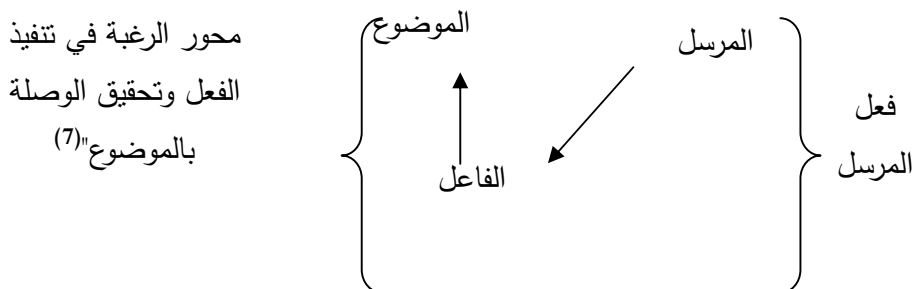 المرسل
الموضوع
الفاعل
فعل
المرسل
محور الرغبة في تنفيذ
الفعل وتحقيق الوصلة
بالموضوع"(7)